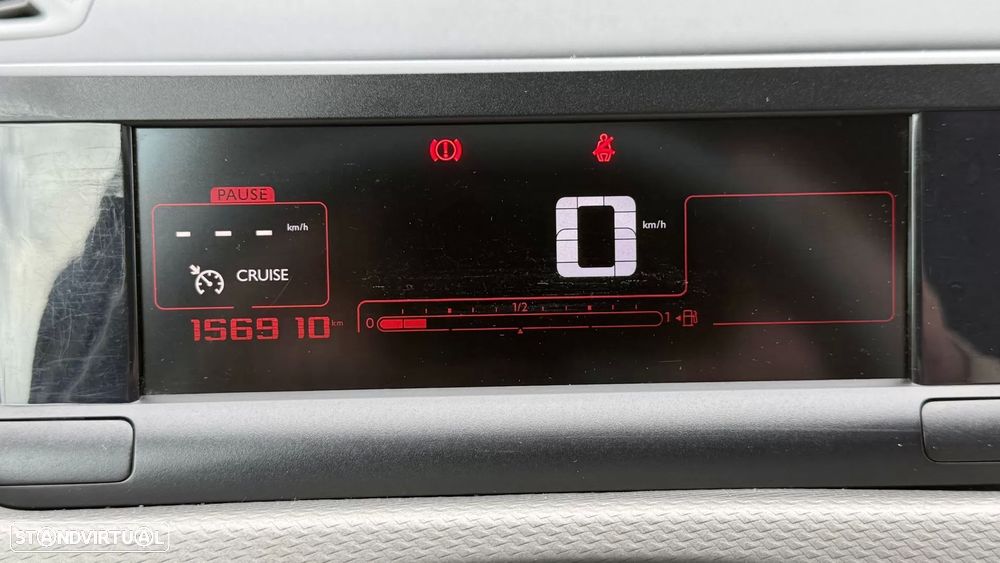 PAUSE
--- km/h
CRUISE
156910 km
0 km/h
0 1/2 1
STANDVIRTUAL